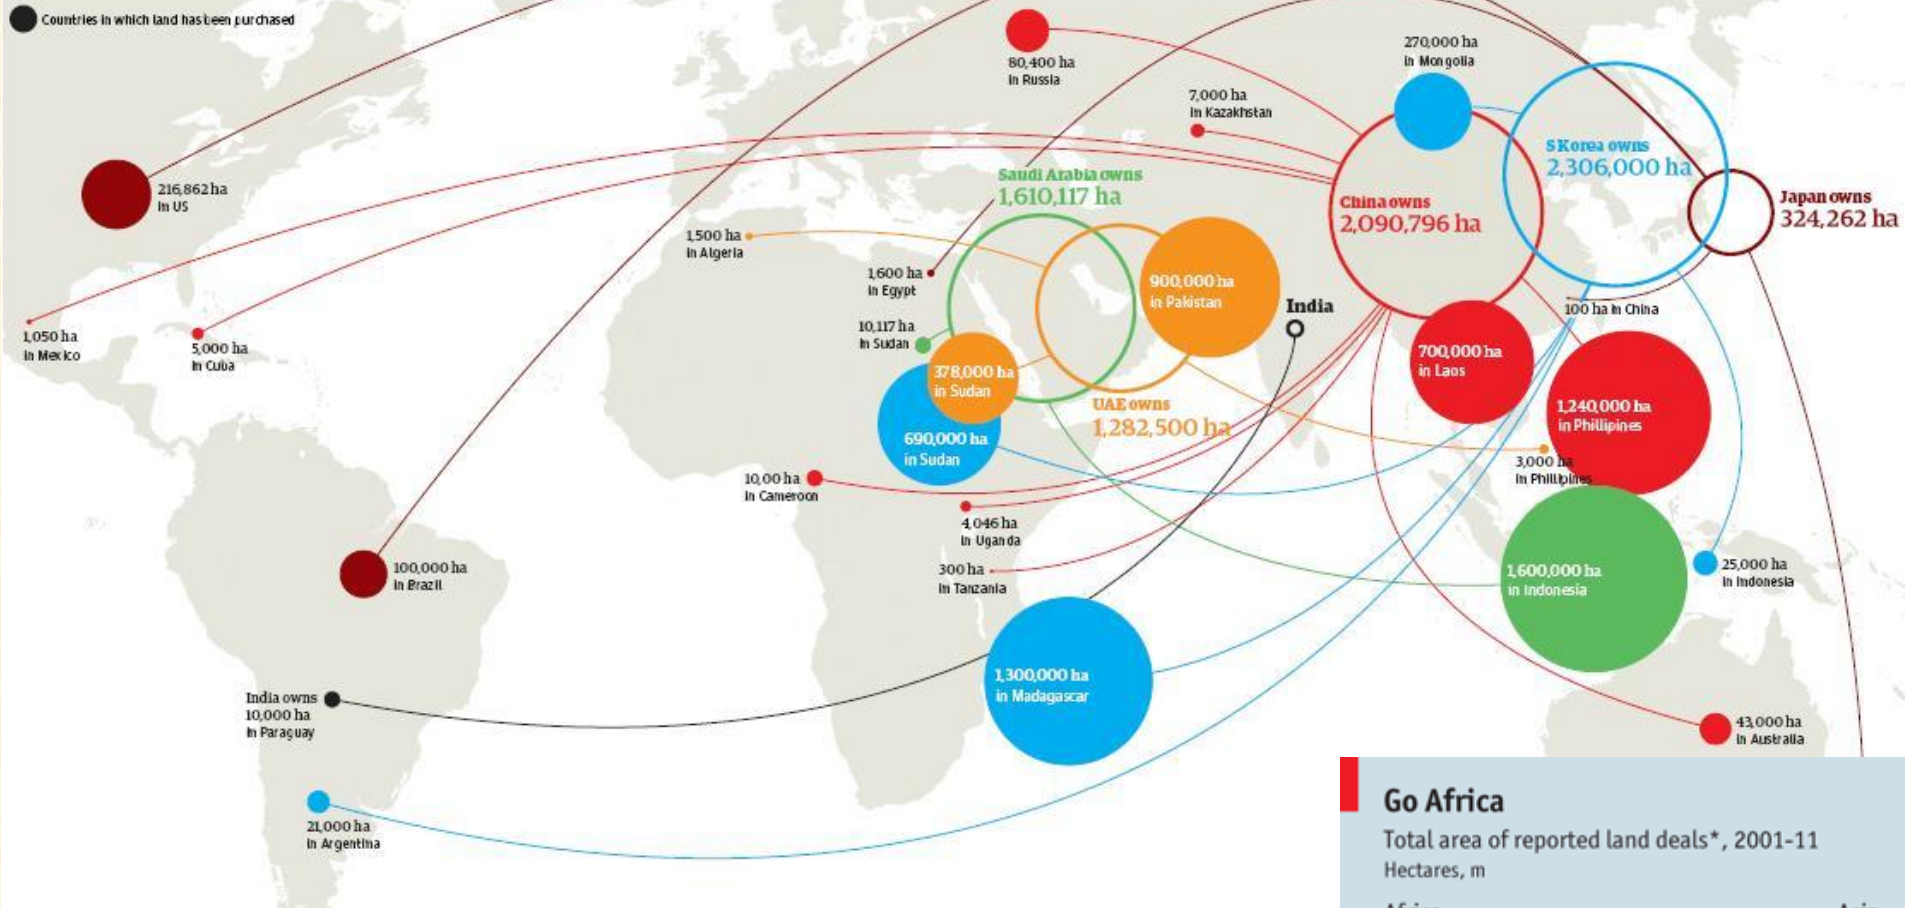 Countries in which land has been purchased
80,400 ha
in Russia
270,000 ha
in Mongolia
7,000 ha
in Kazakhstan
S Korea owns
2,306,000 ha
216,862 ha
in US
Saudi Arabia owns
1,610,117 ha
China owns
2,090,796 ha
Japan owns
324,262 ha
1,500 ha
in Algeria
1,600 ha
in Egypt
900,000 ha
in Pakistan
India
100 ha in China
1,050 ha
in Mexico
5,000 ha
in Cuba
10,117 ha
in Sudan
378,000 ha
in Sudan
700,000 ha
in Laos
UAE owns
1,282,500 ha
1,240,000 ha
in Phillipines
690,000 ha
in Sudan
3,000 ha
in Phillipines
10,00 ha
in Cameroon
4,046 ha
in Uganda
300 ha
in Tanzania
100,000 ha
in Brazil
1,600,000 ha
in Indonesia
25,000 ha
in Indonesia
1,300,000 ha
in Madagascar
India owns
10,000 ha
in Paraguay
43,000 ha
in Australia
21,000 ha
in Argentina
Go Africa
Total area of reported land deals*, 2001-11
Hectares, m